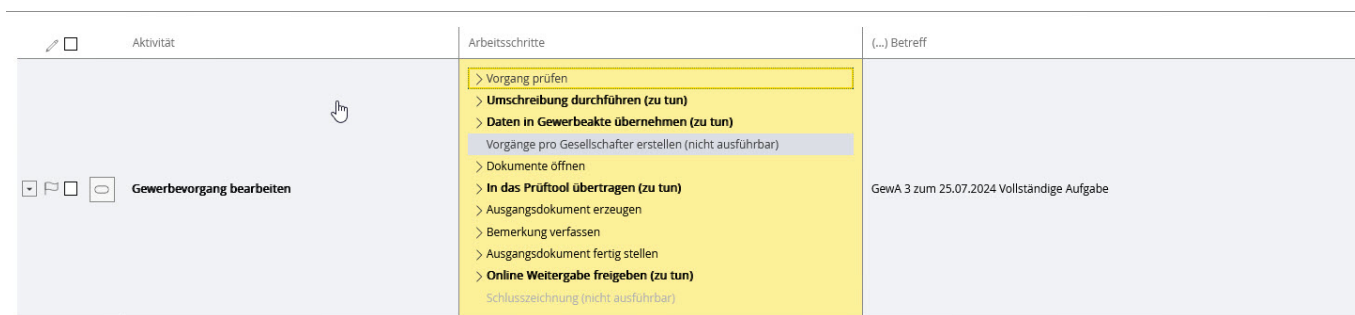 Aktivität
Arbeitsschritte
(...) Betreff
Vorgang prüfen
Umschreibung durchführen (zu tun)
Daten in Gewerbeakte übernehmen (zu tun)
Vorgänge pro Gesellschafter erstellen (nicht ausführbar)
Dokumente öffnen
Gewerbevorgang bearbeiten
In das Prüftool übertragen (zu tun)
GewA 3 zum 25.07.2024 Vollständige Aufgabe
Ausgangsdokument erzeugen
Bemerkung verfassen
Ausgangsdokument fertig stellen
Online Weitergabe freigeben (zu tun)
Schlusszeichnung (nicht ausführbar)